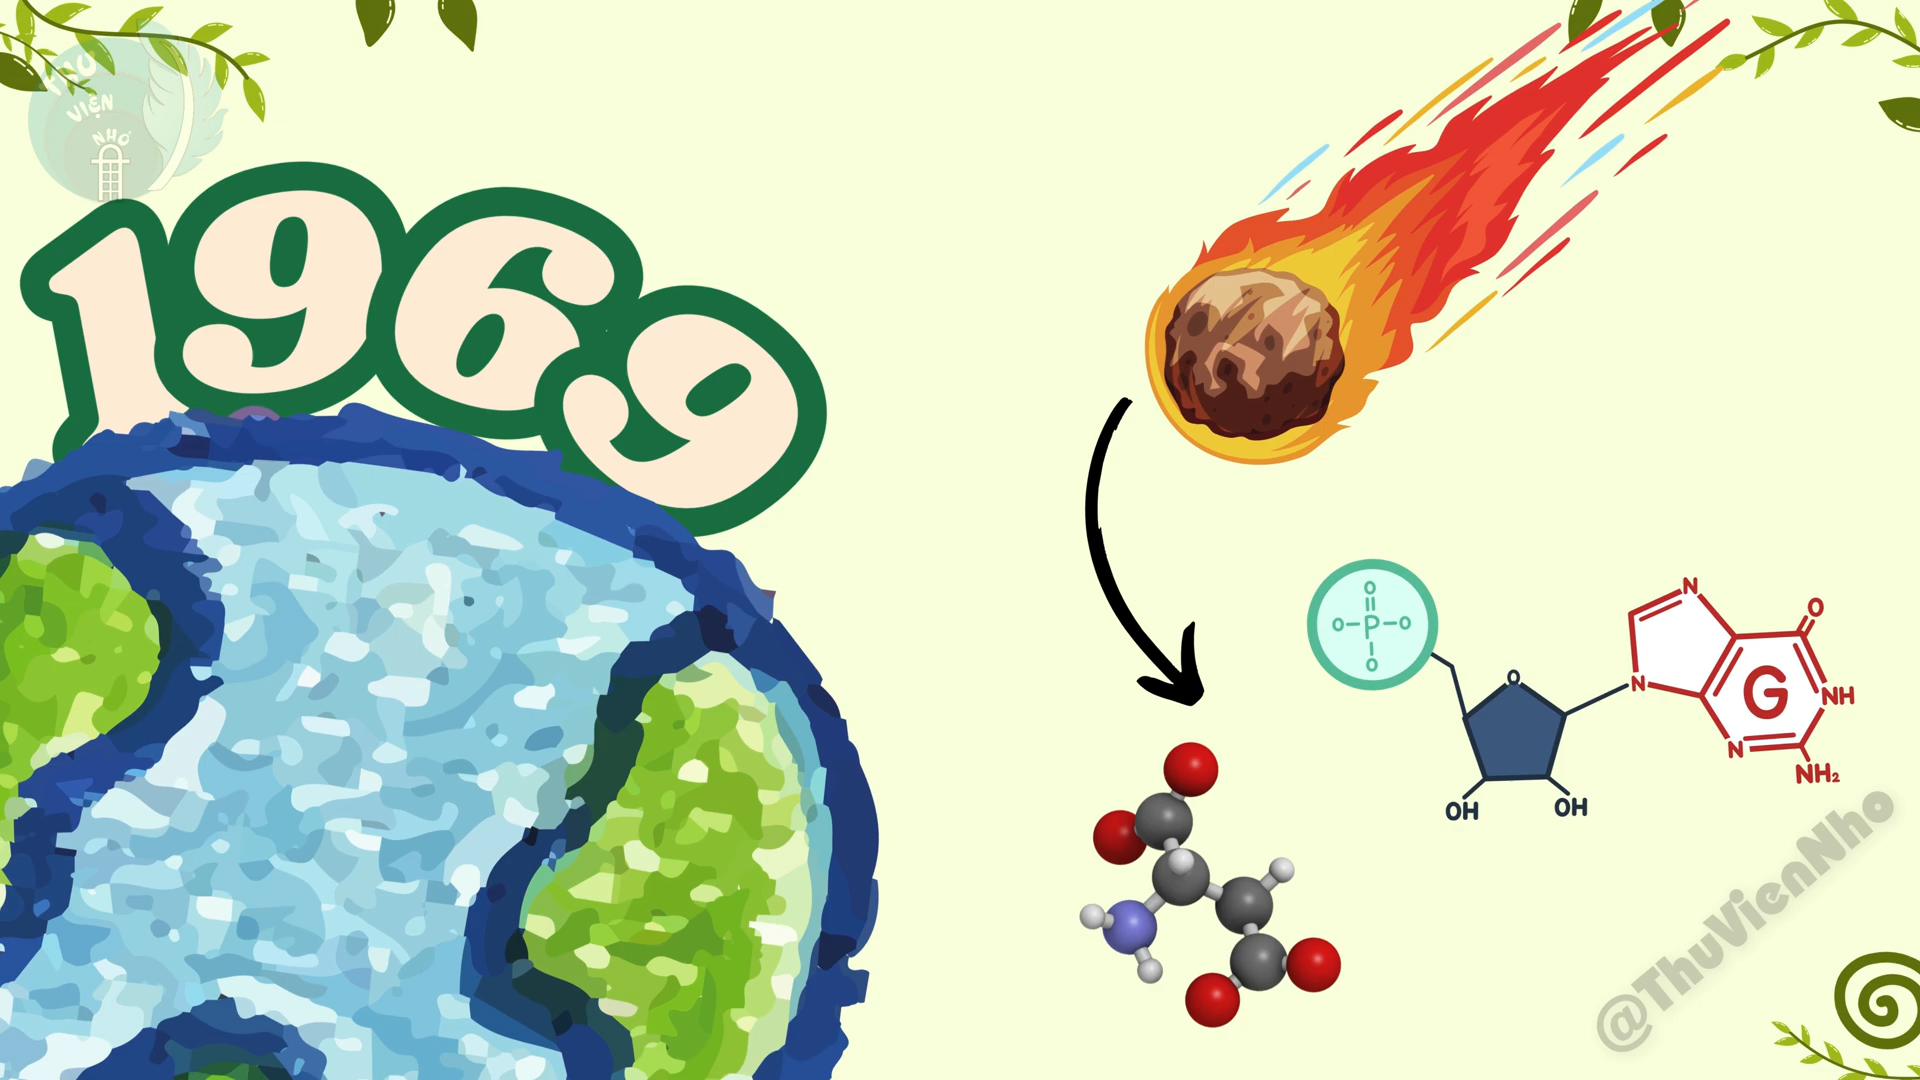 THƯ
VIỆN
NHỎ
1969
O
O-P-O
O
N
O
O
N
G
NH
N
NH₂
OH
OH
@ThuVienNho